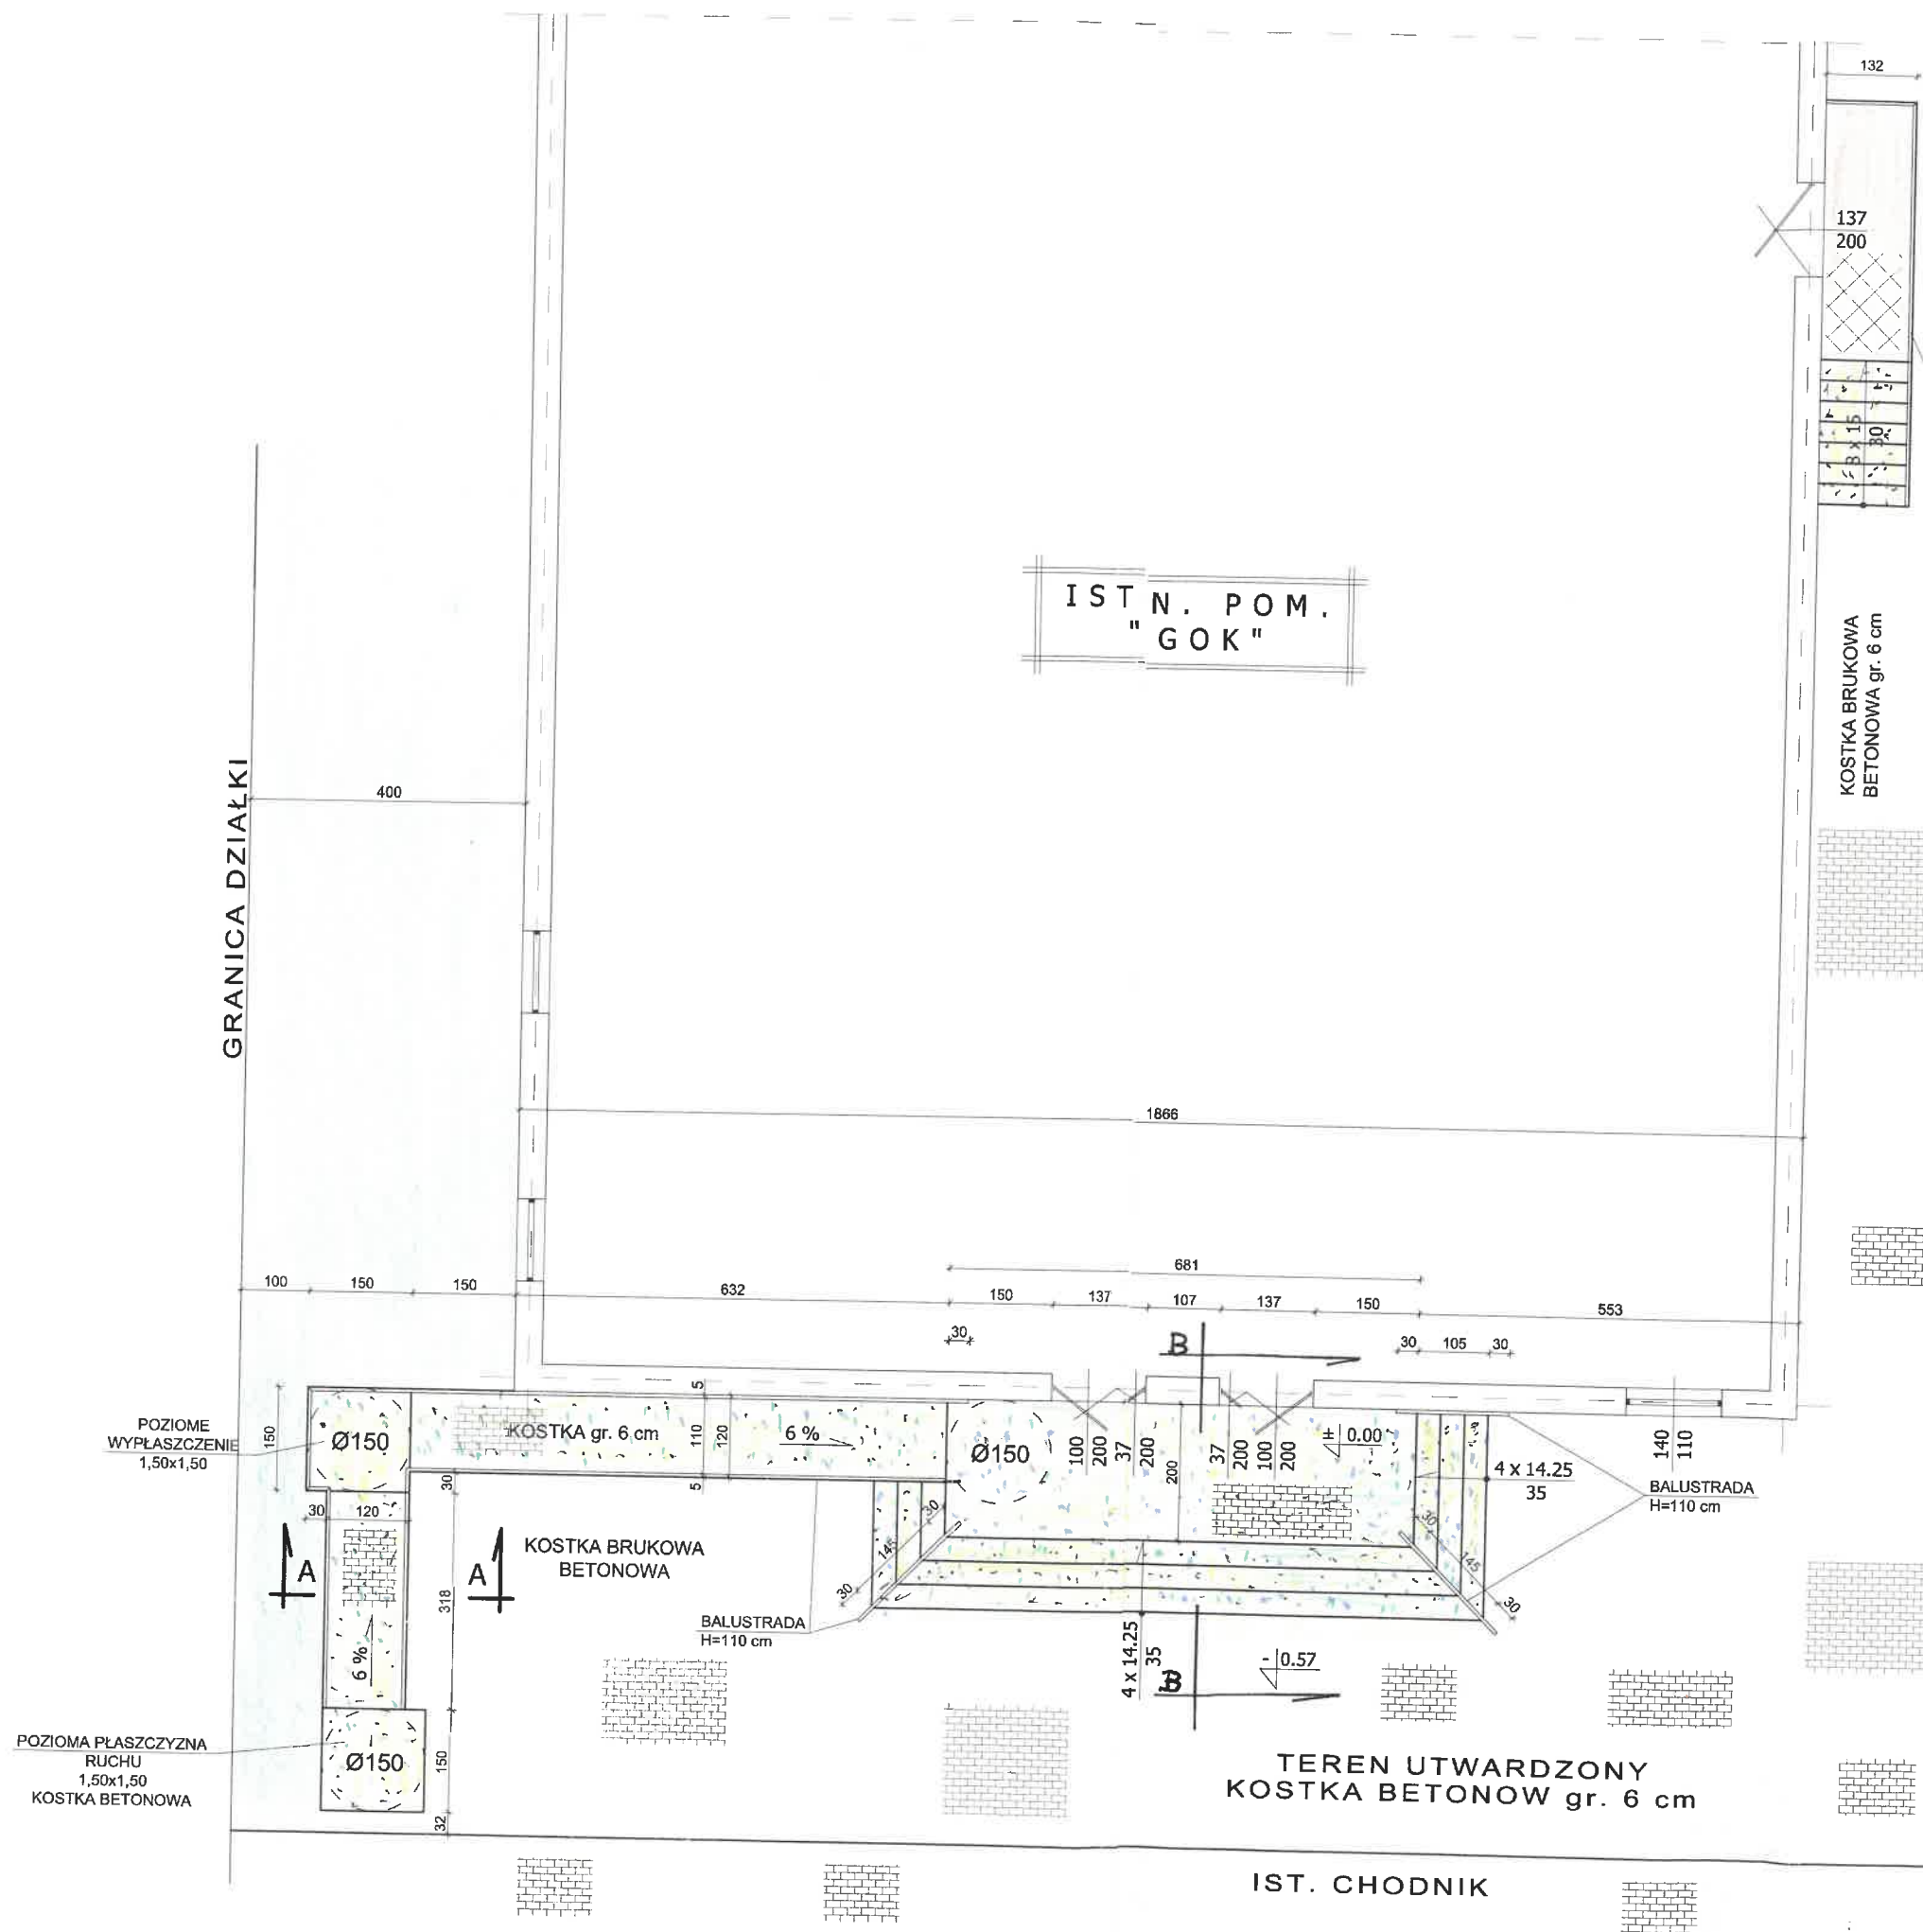 132
137
200
8 x 15
30
IST N. POM.
"GOK"
KOSTKA BRUKOWA
BETONOWA gr. 6 cm
GRANICA DZIAŁKI
400
1866
681
100
150
150
632
150
137
107
137
150
553
30
B
30
105
30
POZIOME
WYPŁASZCZENIE
1,50x1,50
150
Ø150
KOSTKA gr. 6 cm
5
110
120
5
6 %
Ø150
100
200
37
200
200
37
200
100
200
± 0.00
4 x 14.25
35
140
110
BALUSTRADA
H=110 cm
30
120
30
A
A
318
KOSTKA BRUKOWA
BETONOWA
30
145
30
30
145
30
BALUSTRADA
H=110 cm
4 x 14.25
35
B
- 0.57
6 %
POZIOMA PŁASZCZYZNA
RUCHU
1,50x1,50
KOSTKA BETONOWA
Ø150
150
32
TEREN UTWARDZONY
KOSTKA BETONOW gr. 6 cm
IST. CHODNIK